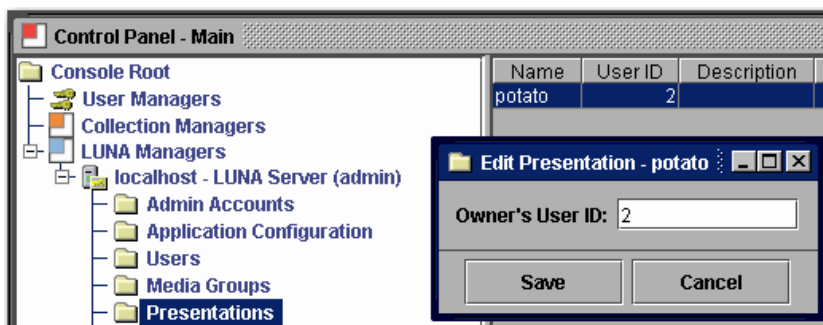 Control Panel - Main
Console Root
User Managers
Collection Managers
LUNA Managers
localhost - LUNA Server (admin)
Admin Accounts
Application Configuration
Users
Media Groups
Presentations
Name User ID Description
potato 2
Edit Presentation - potato
Owner's User ID: 2
Save Cancel